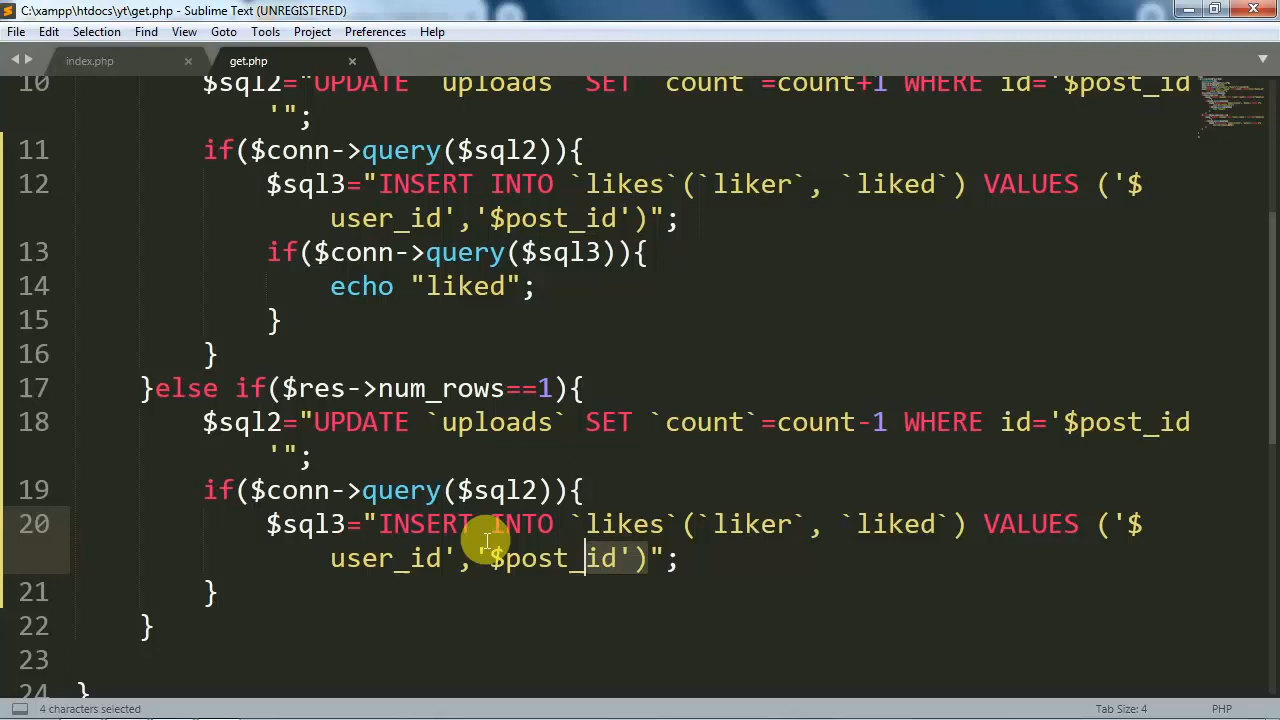 C:\xampp\htdocs\yt\get.php - Sublime Text (UNREGISTERED)
File Edit Selection Find View Goto Tools Project Preferences Help
index.php × get.php ×
10 $sql2="UPDATE `uploads` SET `count`=count+1 WHERE id='$post_id
'";
11 if($conn->query($sql2)){
12 $sql3="INSERT INTO `likes`(`liker`, `liked`) VALUES ('$
user_id','$post_id')";
13 if($conn->query($sql3)){
14 echo "liked";
15 }
16 }
17 }else if($res->num_rows==1){
18 $sql2="UPDATE `uploads` SET `count`=count-1 WHERE id='$post_id
'";
19 if($conn->query($sql2)){
20 $sql3="INSERT INTO `likes`(`liker`, `liked`) VALUES ('$
user_id','$post_id')";
21 }
22 }
23
24 }
4 characters selected Tab Size: 4 PHP